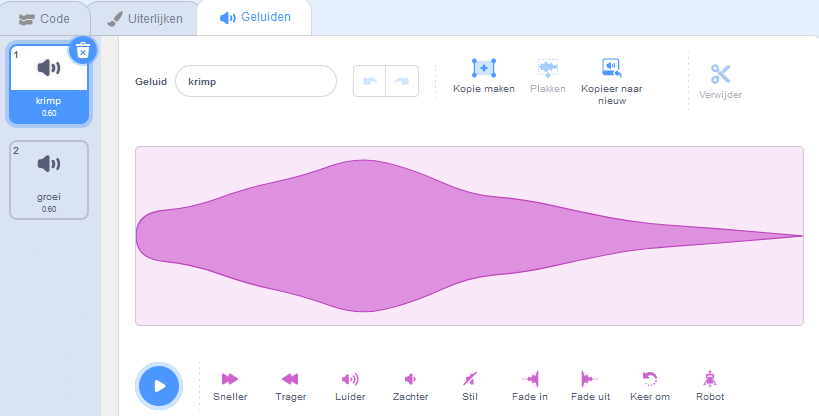 Code
Uiterlijken
Geluiden
1
krimp
0.60
2
groei
0.60
Geluid
krimp
Kopie maken
Plakken
Kopieer naar
nieuw
Verwijder
Sneller
Trager
Luider
Zachter
Stil
Fade in
Fade uit
Keer om
Robot